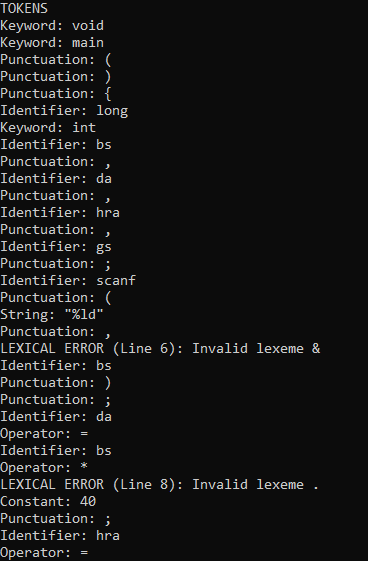 TOKENS
Keyword: void
Keyword: main
Punctuation: (
Punctuation: )
Punctuation: {
Identifier: long
Keyword: int
Identifier: bs
Punctuation: ,
Identifier: da
Punctuation: ,
Identifier: hra
Punctuation: ,
Identifier: gs
Punctuation: ;
Identifier: scanf
Punctuation: (
String: "%ld"
Punctuation: ,
LEXICAL ERROR (Line 6): Invalid lexeme &
Identifier: bs
Punctuation: )
Punctuation: ;
Identifier: da
Operator: =
Identifier: bs
Operator: *
LEXICAL ERROR (Line 8): Invalid lexeme .
Constant: 40
Punctuation: ;
Identifier: hra
Operator: =